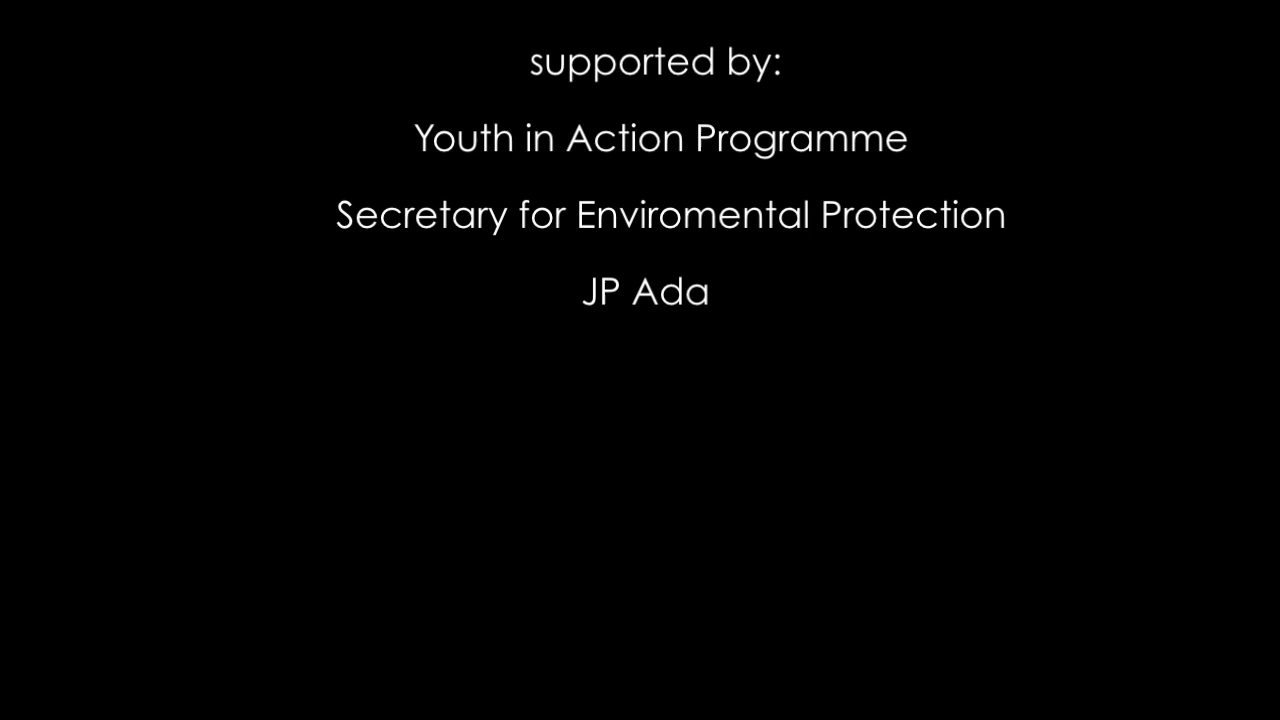 supported by:
Youth in Action Programme
Secretary for Enviromental Protection
JP Ada